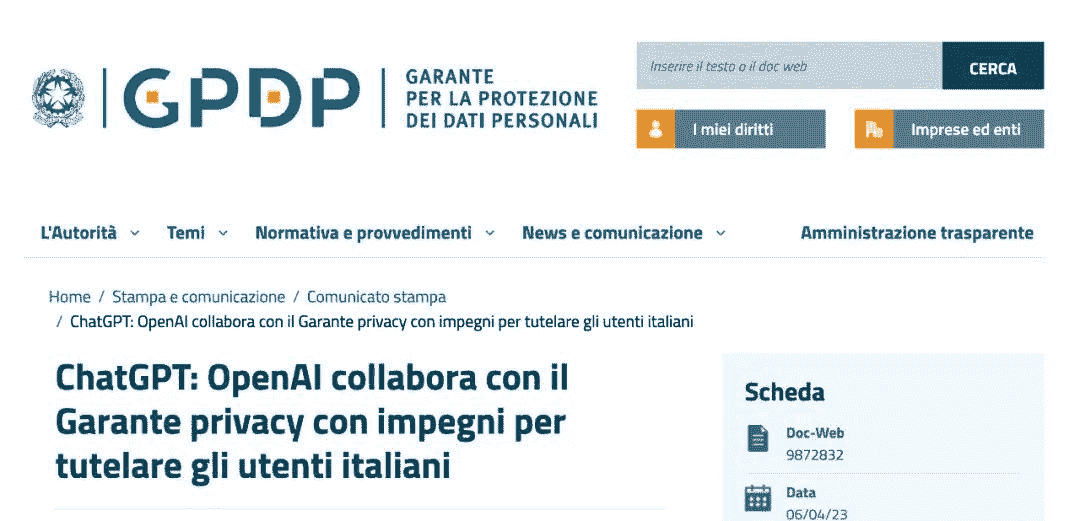 GPDP
GARANTE
PER LA PROTEZIONE
DEI DATI PERSONALI
Inserire il testo o il doc web
CERCA
I miei diritti
Imprese ed enti
L'Autorità
Temi
Normativa e provvedimenti
News e comunicazione
Amministrazione trasparente
Home / Stampa e comunicazione / Comunicato stampa
/ ChatGPT: OpenAI collabora con il Garante privacy con impegni per tutelare gli utenti italiani
ChatGPT: OpenAI collabora con il
Garante privacy con impegni per
tutelare gli utenti italiani
Scheda
Doc-Web
9872832
Data
06/04/23